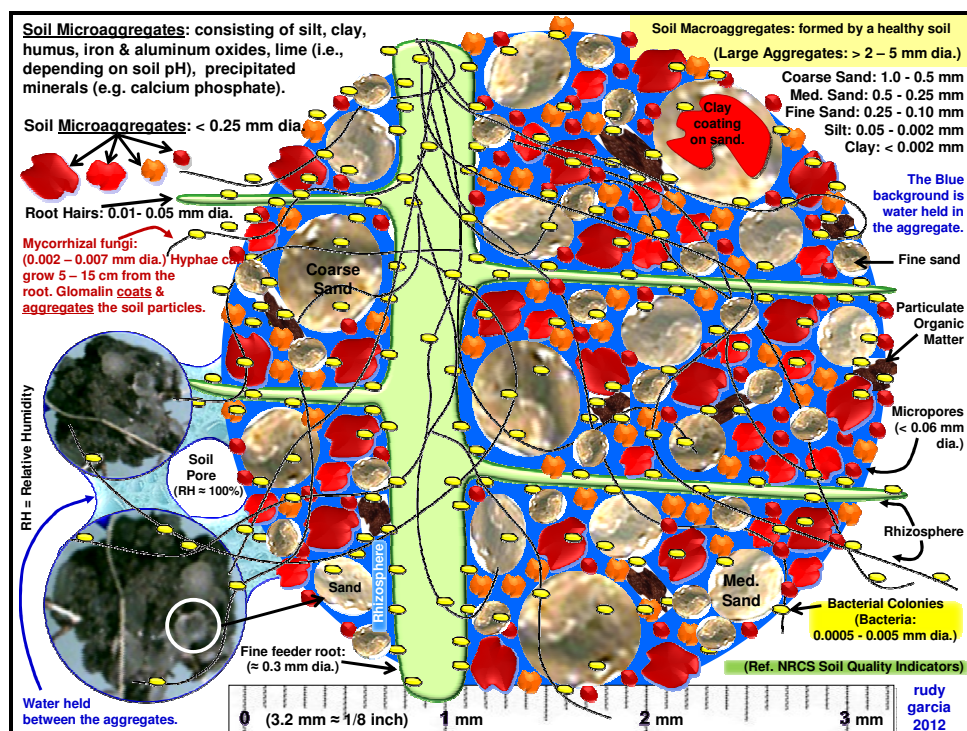 Soil Microaggregates: consisting of silt, clay,
humus, iron & aluminum oxides, lime (i.e.,
depending on soil pH), precipitated
minerals (e.g. calcium phosphate).
Soil Microaggregates: < 0.25 mm dia.
Root Hairs: 0.01- 0.05 mm dia.
Mycorrhizal fungi:
(0.002 – 0.007 mm dia.) Hyphae
grow 5 – 15 cm from the
root. Glomalin coats &
aggregates the soil particles.
Soil Macroaggregates: formed by a healthy soil
(Large Aggregates: > 2 – 5 mm dia.)
Coarse Sand: 1.0 - 0.5 mm
Med. Sand: 0.5 - 0.25 mm
Fine Sand: 0.25 - 0.10 mm
Silt: 0.05 - 0.002 mm
Clay: < 0.002 mm
Clay
coating
on sand.
The Blue
background is
water held in
the aggregate.
Fine sand
Coarse
Sand
Particulate
Organic
Matter
Micropores
(< 0.06 mm
dia.)
RH = Relative Humidity
Soil
Pore
(RH ≈ 100%)
Rhizosphere
Rhizosphere
Sand
Med.
Sand
Bacterial Colonies
(Bacteria:
0.0005 - 0.005 mm dia.)
Fine feeder root:
(≈ 0.3 mm dia.)
(Ref. NRCS Soil Quality Indicators)
Water held
between the aggregates.
0 (3.2 mm ≈ 1/8 inch) 1 mm 2 mm 3 mm
rudy
garcia
2012